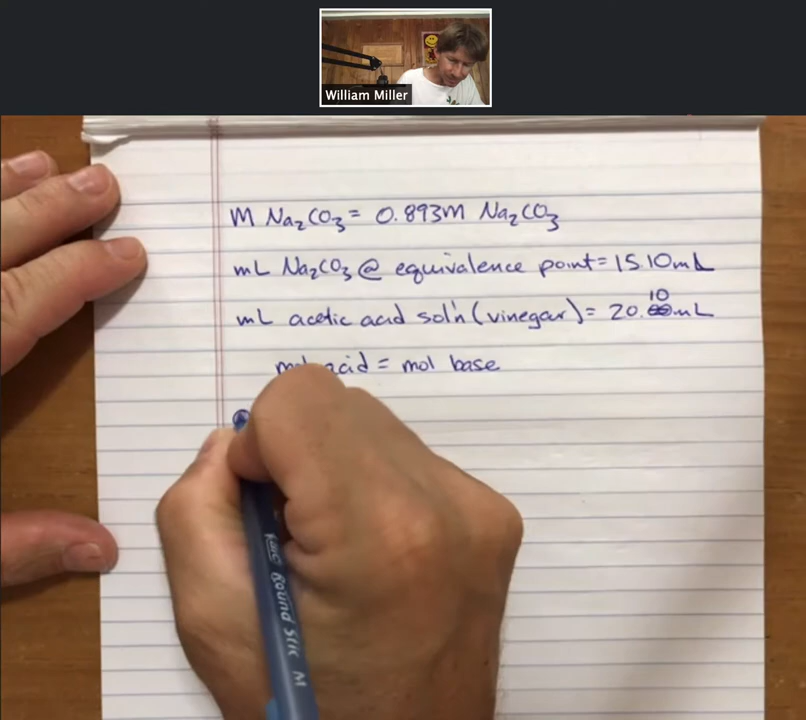 William Miller
M Na₂CO₃ = 0.893M Na₂CO₃
mL Na₂CO₃ @ equivalence point = 15.10mL
mL acetic acid sol'n (vinegar) = 20.10mL
acid = mol base
BIC Round Stic M